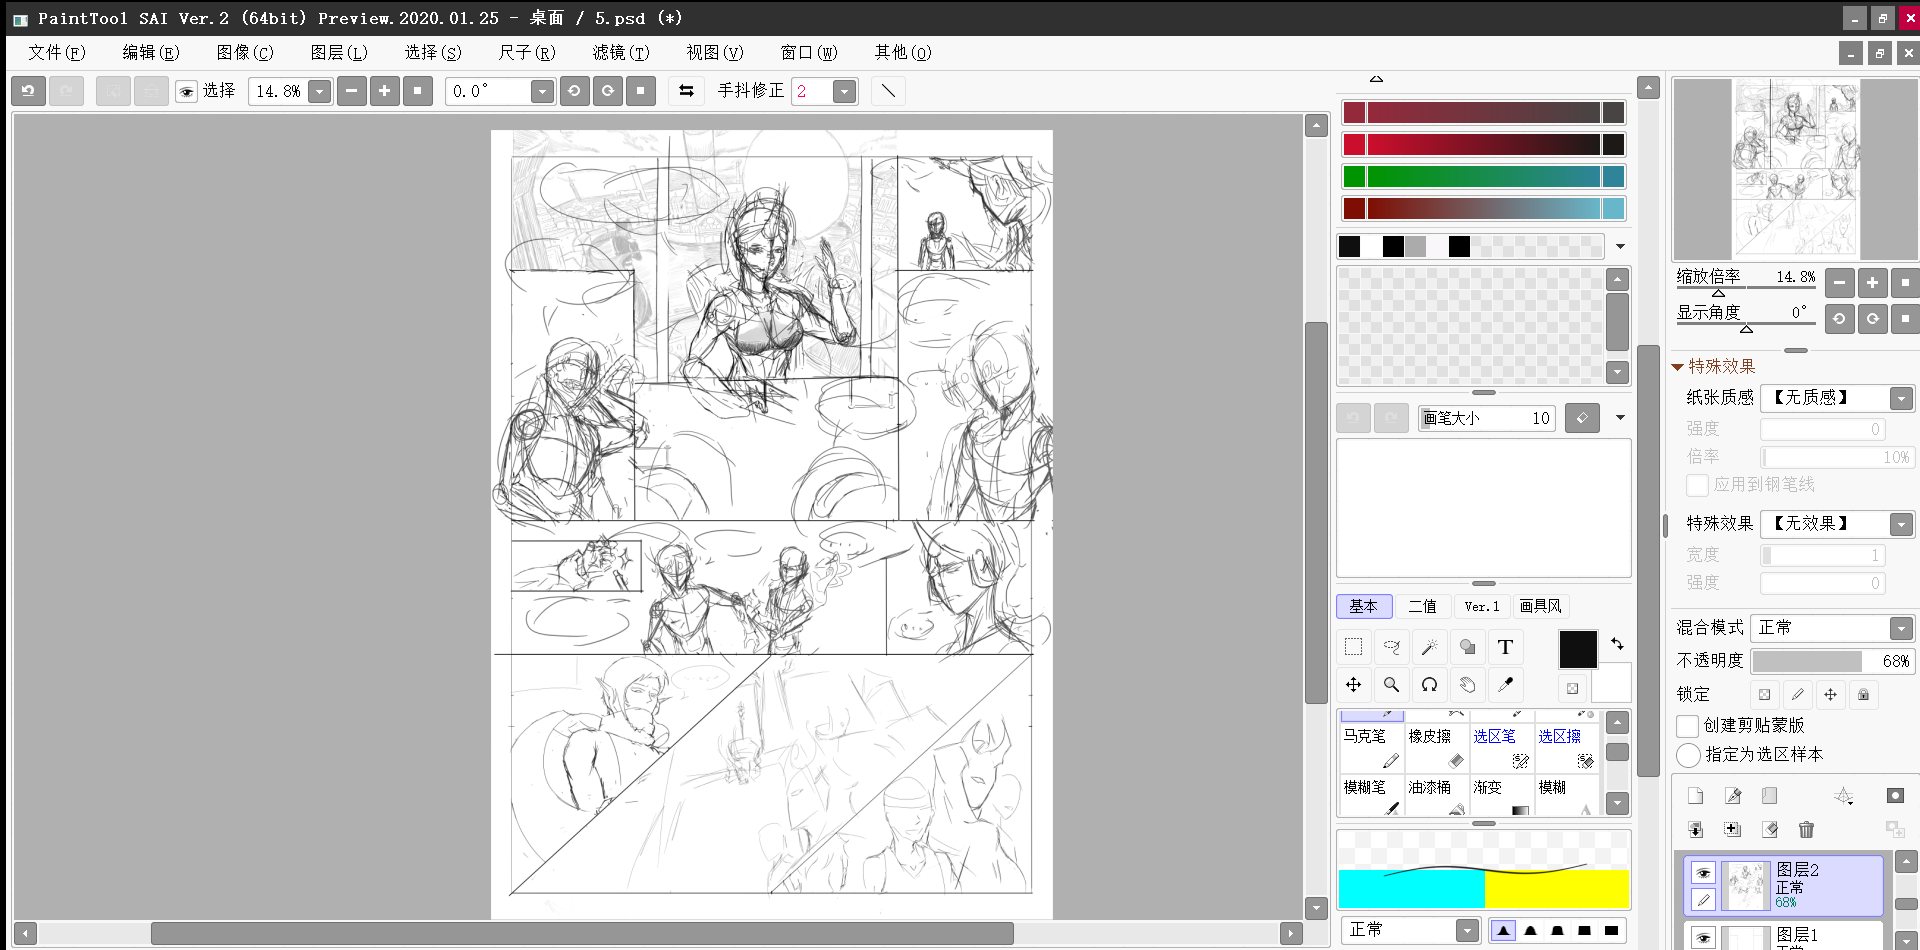 PaintTool SAI Ver.2 (64bit) Preview.2020.01.25 - 桌面 / 5.psd (*)
文件(F) 编辑(E) 图像(C) 图层(L) 选择(S) 尺子(R) 滤镜(T) 视图(V) 窗口(W) 其他(O)
选择 14.8% 0.0° 手抖修正 2
缩放倍率 14.8%
显示角度 0°
特殊效果
纸张质感 【无质感】
强度 0
倍率 10%
应用到钢笔线
特殊效果 【无效果】
宽度 1
强度 0
混合模式 正常
不透明度 68%
锁定
创建剪贴蒙版
指定为选区样本
图层2
正常
68%
图层1
画笔大小 10
基本 二值 Ver.1 画具风
T
马克笔 橡皮擦 选区笔 选区擦
模糊笔 油漆桶 渐变 模糊
正常